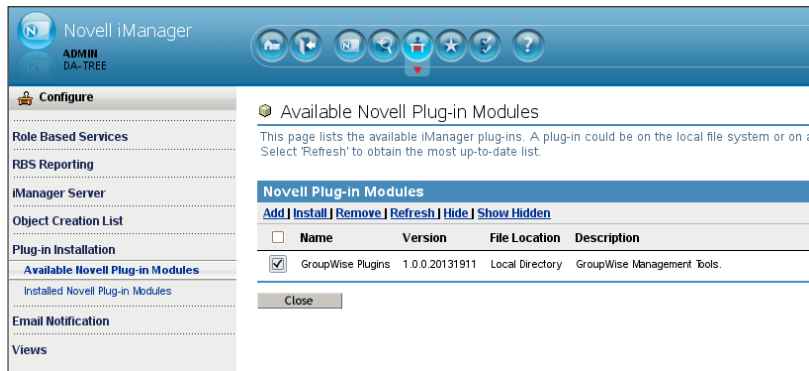 Novell iManager
ADMIN
DA-TREE
Configure
Role Based Services
RBS Reporting
iManager Server
Object Creation List
Plug-in Installation
Available Novell Plug-in Modules
Installed Novell Plug-in Modules
Email Notification
Views
Available Novell Plug-in Modules
This page lists the available iManager plug-ins. A plug-in could be on the local file system or on a
Select 'Refresh' to obtain the most up-to-date list.
Novell Plug-in Modules
Add | Install | Remove | Refresh | Hide | Show Hidden
Name Version File Location Description
GroupWise Plugins 1.0.0.20131911 Local Directory GroupWise Management Tools.
Close